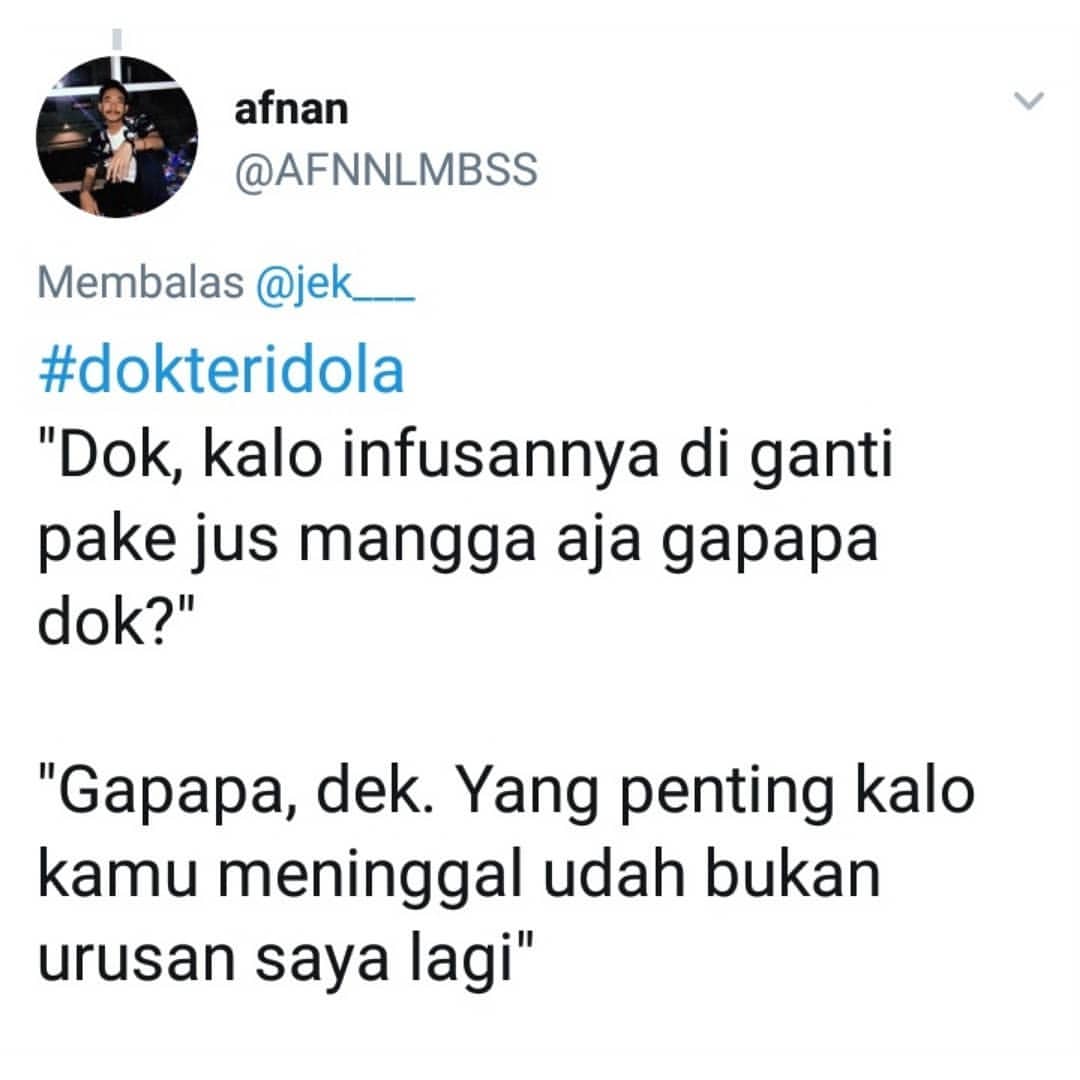 afnan
@AFNNLMBSS
Membalas @jek___
#dokteridola
"Dok, kalo infusannya di ganti
pake jus mangga aja gapapa
dok?"
"Gapapa, dek. Yang penting kalo
kamu meninggal udah bukan
urusan saya lagi"